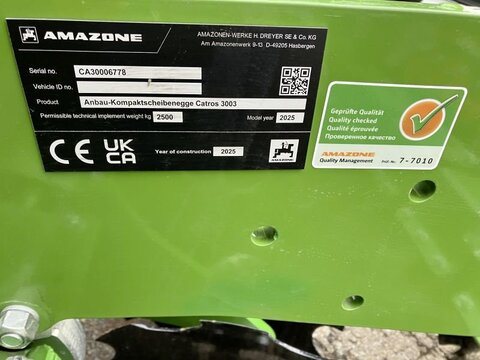 AMAZONE
AMAZONEN-WERKE H. DREYER SE & Co. KG
Am Amazonenwerk 9-13 D-49205 Hasbergen
Serial no. CA30006778
Vehicle ID no.
Product Anbau-Kompaktscheibenegge Catros 3003
Permissible technical implement weight kg 2500 Model year 2025
CE UK CA Year of construction 2025
Geprüfte Qualität
Quality checked
Qualité éprouvée
Проверенное качество
AMAZONE
Quality Management Prüf.-Nr. 7-7010